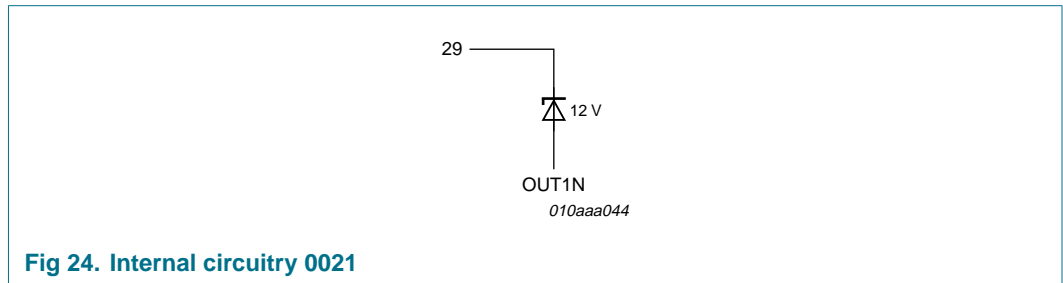 29
12 V
OUT1N
010aaa044
Fig 24. Internal circuitry 0021